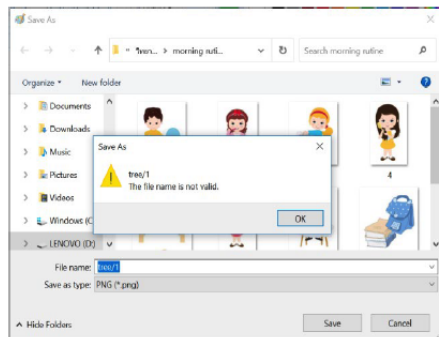 Save As
« "Iren... > morning ruti...
Search morning rutine
Organize
New folder
Documents
Downloads
Music
Pictures
Videos
Windows (C
LENOVO (D:)
4
Save As
tree/1
The file name is not valid.
OK
File name: tree/1
Save as type: PNG (*.png)
Hide Folders
Save
Cancel